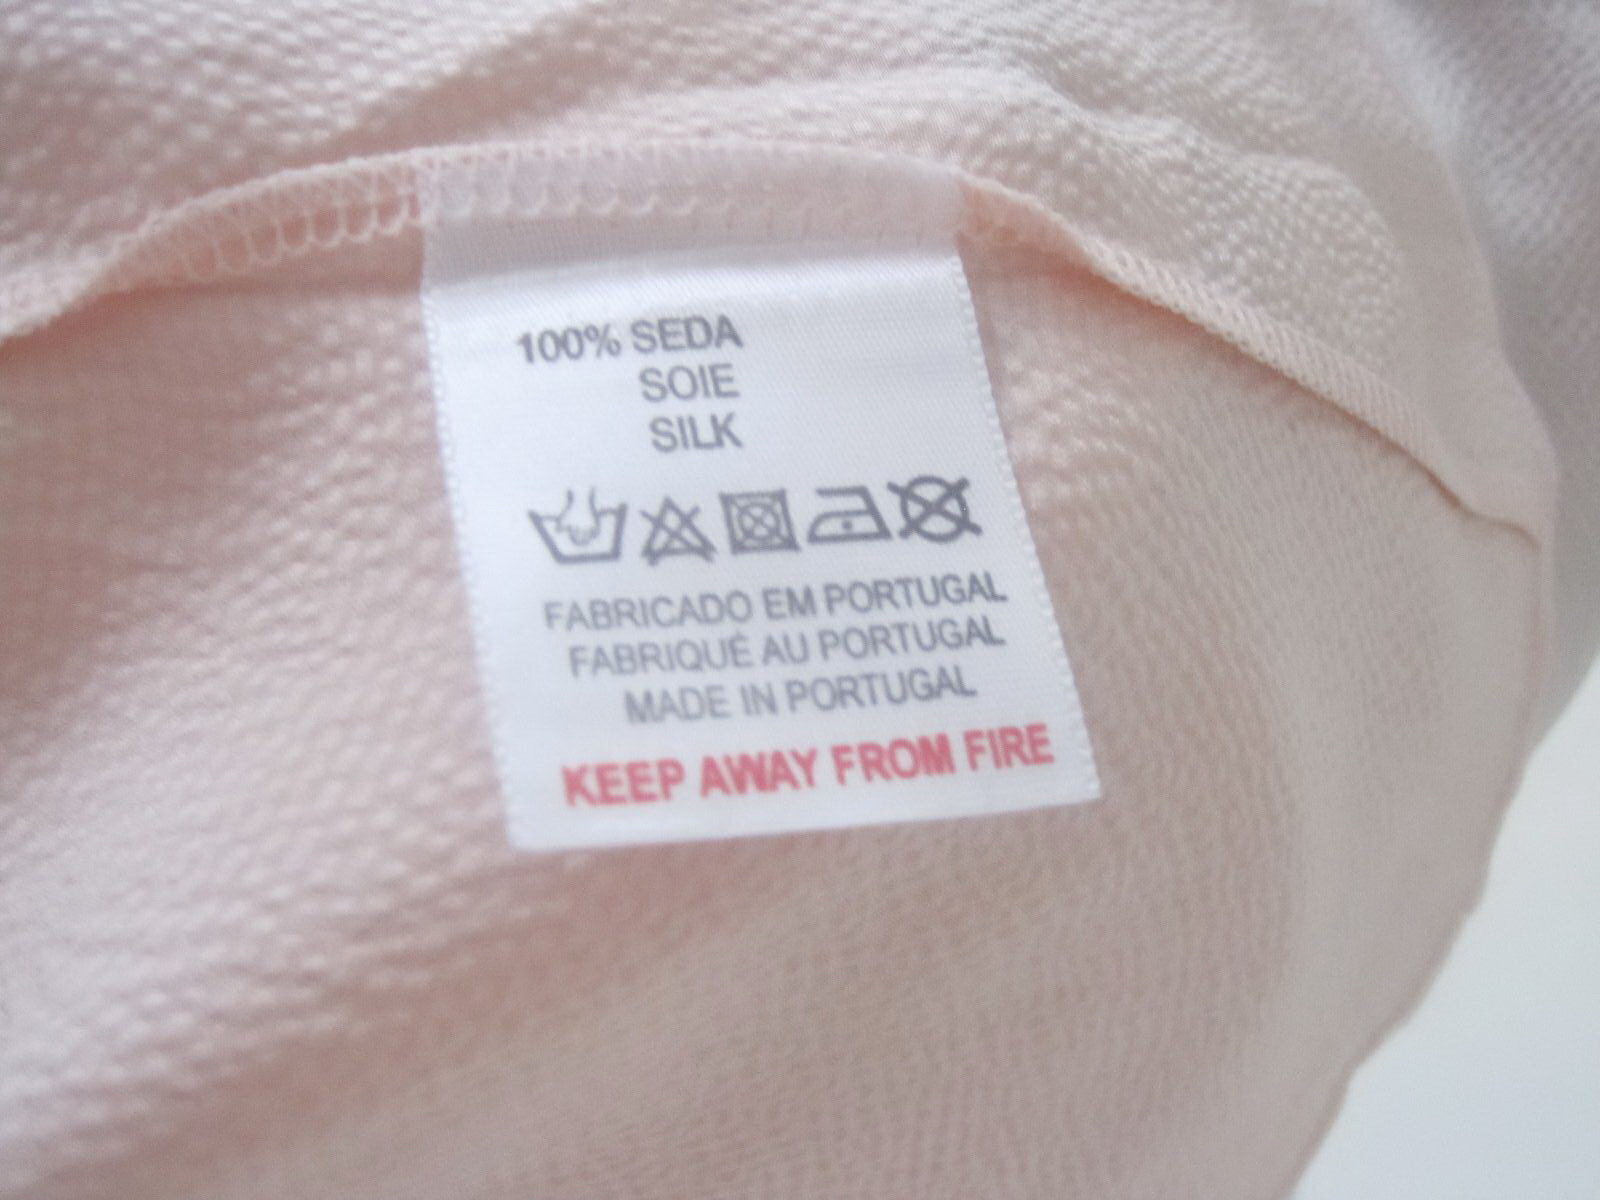 100% SEDA
SOIE
SILK
FABRICADO EM PORTUGAL
FABRIQUÉ AU PORTUGAL
MADE IN PORTUGAL
KEEP AWAY FROM FIRE